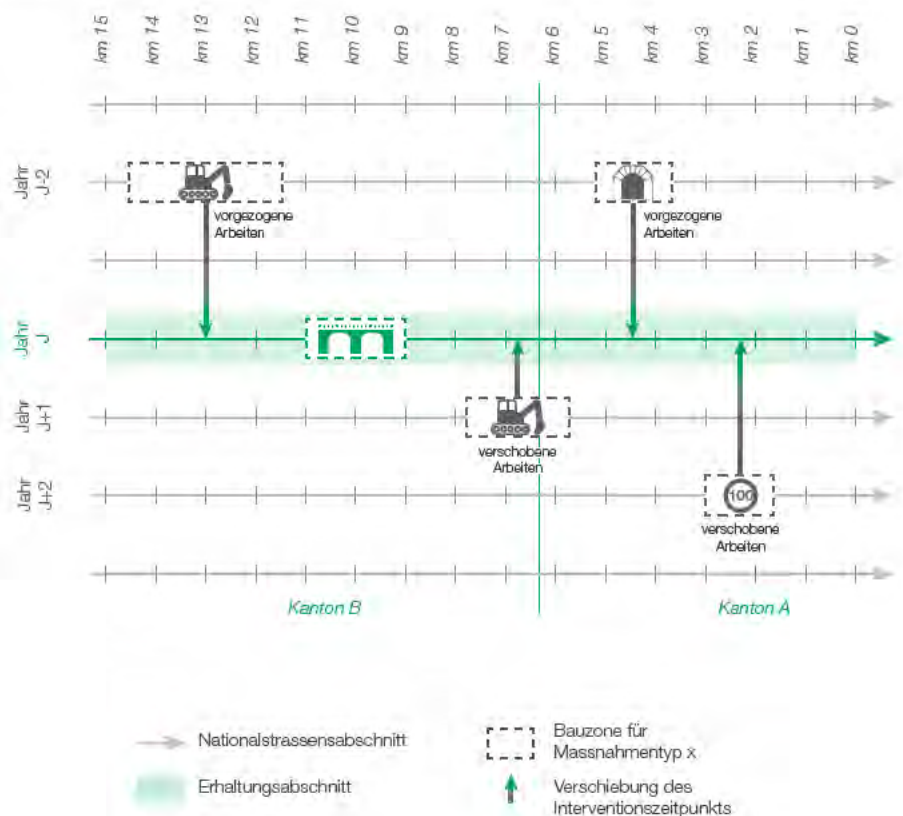 km 15
km 14
km 13
km 12
km 11
km 10
km 9
km 8
km 7
km 6
km 5
km 4
km 3
km 2
km 1
km 0
Jahr
J-2
vorgezogene
Arbeiten
vorgezogene
Arbeiten
Jahr
J
Jahr
J+1
verschobene
Arbeiten
Jahr
J+2
100
verschobene
Arbeiten
Kanton B
Kanton A
Nationalstrassensabschnitt
Bauzone für
Massnahmentyp x
Erhaltungsabschnitt
Verschiebung des
Interventionszeitpunkts